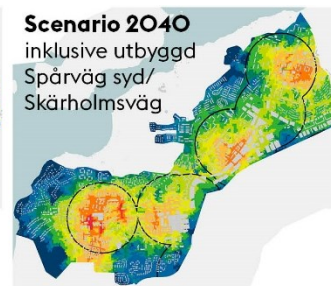 Scenario 2040
inklusive utbyggd
Spårväg syd/
Skärholmsväg